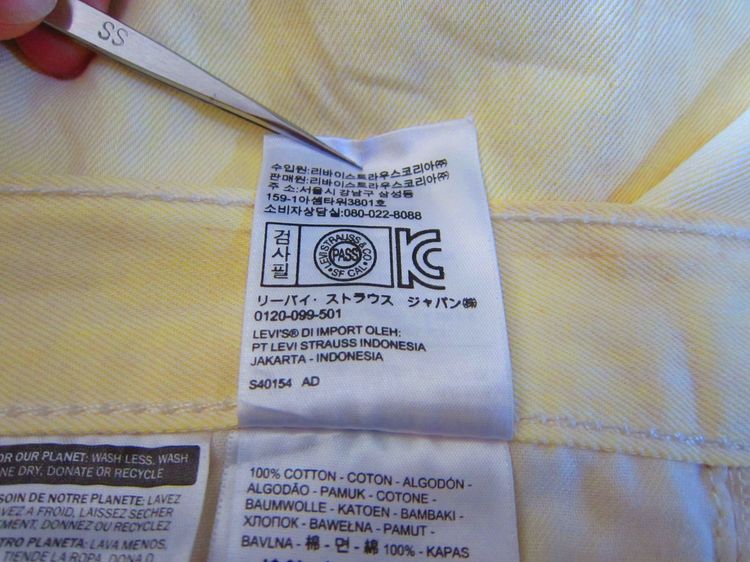 SS
수입원:리바이스트라우스코리아㈜
판매원:리바이스트라우스코리아㈜
주 소:서울시 강남구 삼성동
159-1아셈타워3801호
소비자상담실:080-022-8088
검사필
LEVI STRAUSS & CO
PASS
SF CAL
KC
リーバイ・ストラウス ジャパン㈱
0120-099-501
LEVI'S® DI IMPORT OLEH:
PT LEVI STRAUSS INDONESIA
JAKARTA - INDONESIA
S40154 AD
OR OUR PLANET: WASH LESS, WASH
NE DRY, DONATE OR RECYCLE
SOIN DE NOTRE PLANETE: LAVEZ
VEZ A FROID, LAISSEZ SECHER
MENT, DONNEZ OU RECYCLEZ
TRO PLANETA: LAVA MENOS,
TIENDE LA ROPA, DONA O
100% COTTON - COTON - ALGODÓN -
ALGODÃO - PAMUK - COTONE -
BAUMWOLLE - KATOEN - BAMBAKI -
ХЛОПОК - BAWEŁNA - PAMUT -
BAVLNA - 棉 - 면 - 綿 100% - KAPAS